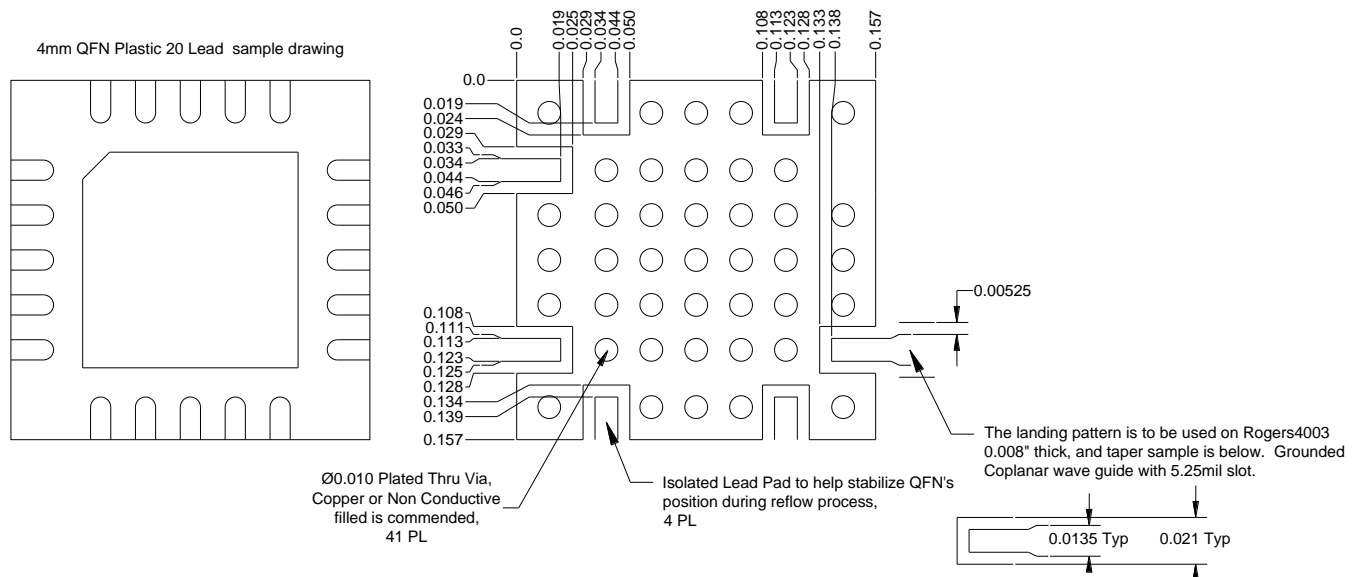 4mm QFN Plastic 20 Lead sample drawing
0.0
0.019
0.025
0.029
0.034
0.044
0.050
0.108
0.113
0.123
0.128
0.133
0.138
0.157
0.0
0.019
0.024
0.029
0.033
0.034
0.044
0.046
0.050
0.108
0.111
0.113
0.123
0.125
0.128
0.134
0.139
0.157
0.00525
Ø0.010 Plated Thru Via,
Copper or Non Conductive
filled is commended,
41 PL
Isolated Lead Pad to help stabilize QFN's
position during reflow process,
4 PL
The landing pattern is to be used on Rogers4003
0.008" thick, and taper sample is below. Grounded
Coplanar wave guide with 5.25mil slot.
0.0135 Typ
0.021 Typ